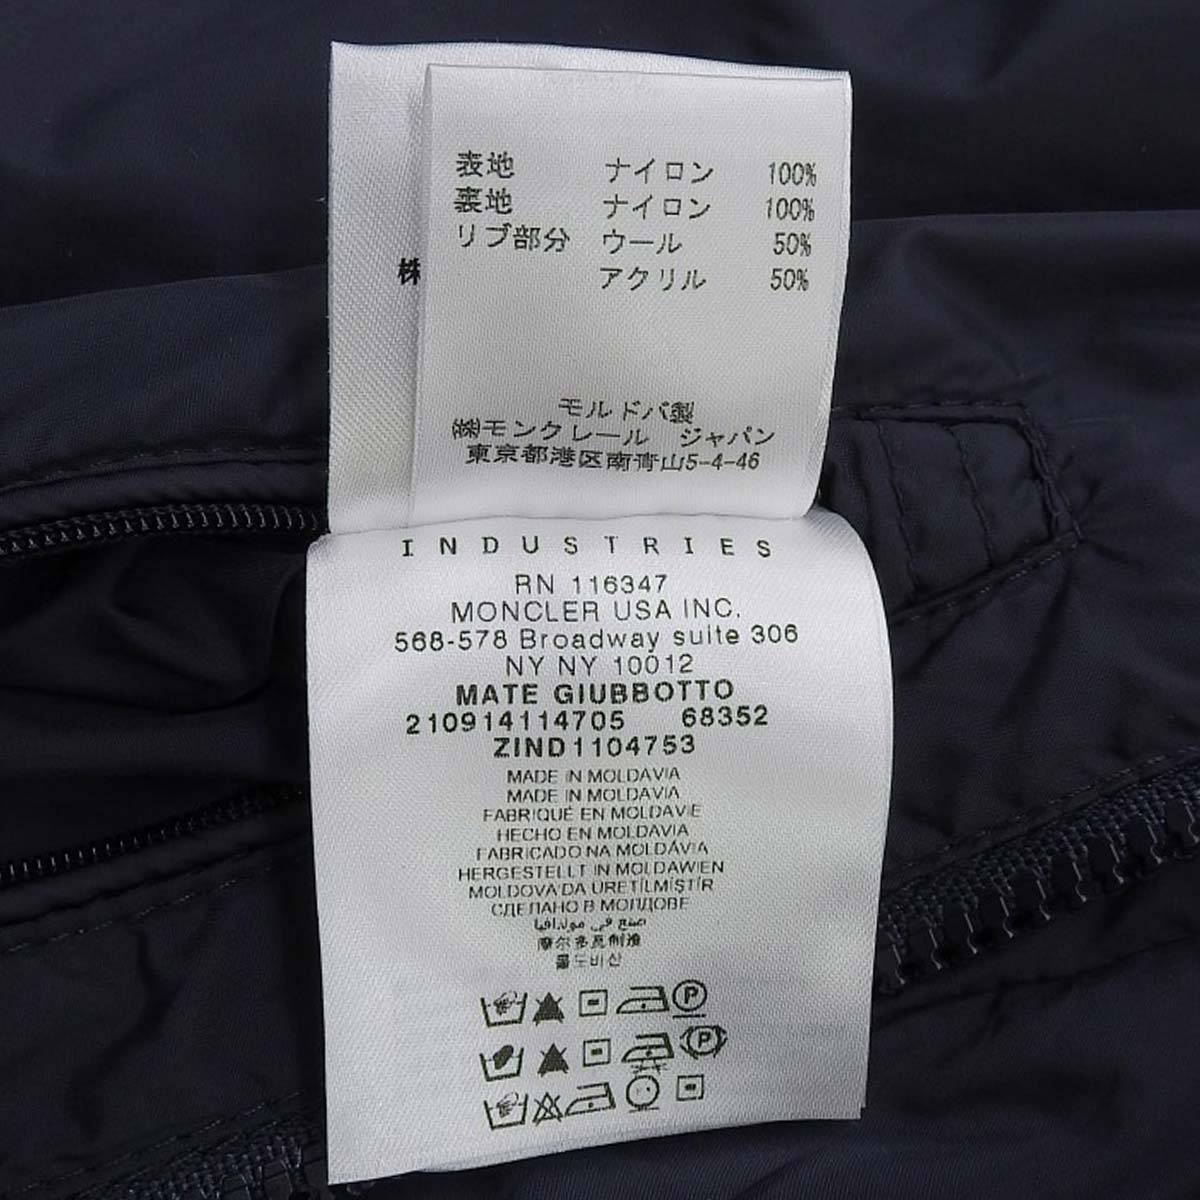 表地 ナイロン 100%
裏地 ナイロン 100%
リブ部分 ウール 50%
アクリル 50%
株
モルドバ製
㈱モンクレール ジャパン
東京都港区南青山5-4-46
INDUSTRIES
RN 116347
MONCLER USA INC.
568-578 Broadway suite 306
NY NY 10012
MATE GIUBBOTTO
210914114705 68352
ZIND1104753
MADE IN MOLDAVIA
MADE IN MOLDAVIA
FABRIQUÉ EN MOLDAVIE
HECHO EN MOLDAVIA
FABRICADO NA MOLDÁVIA
HERGESTELLT IN MOLDAWIEN
MOLDOVA'DA ÜRETİLMİŞTİR
СДЕЛАНО В МОЛДОВЕ
صنع في مولدافيا
摩尔多瓦制造
몰도바산
P
P